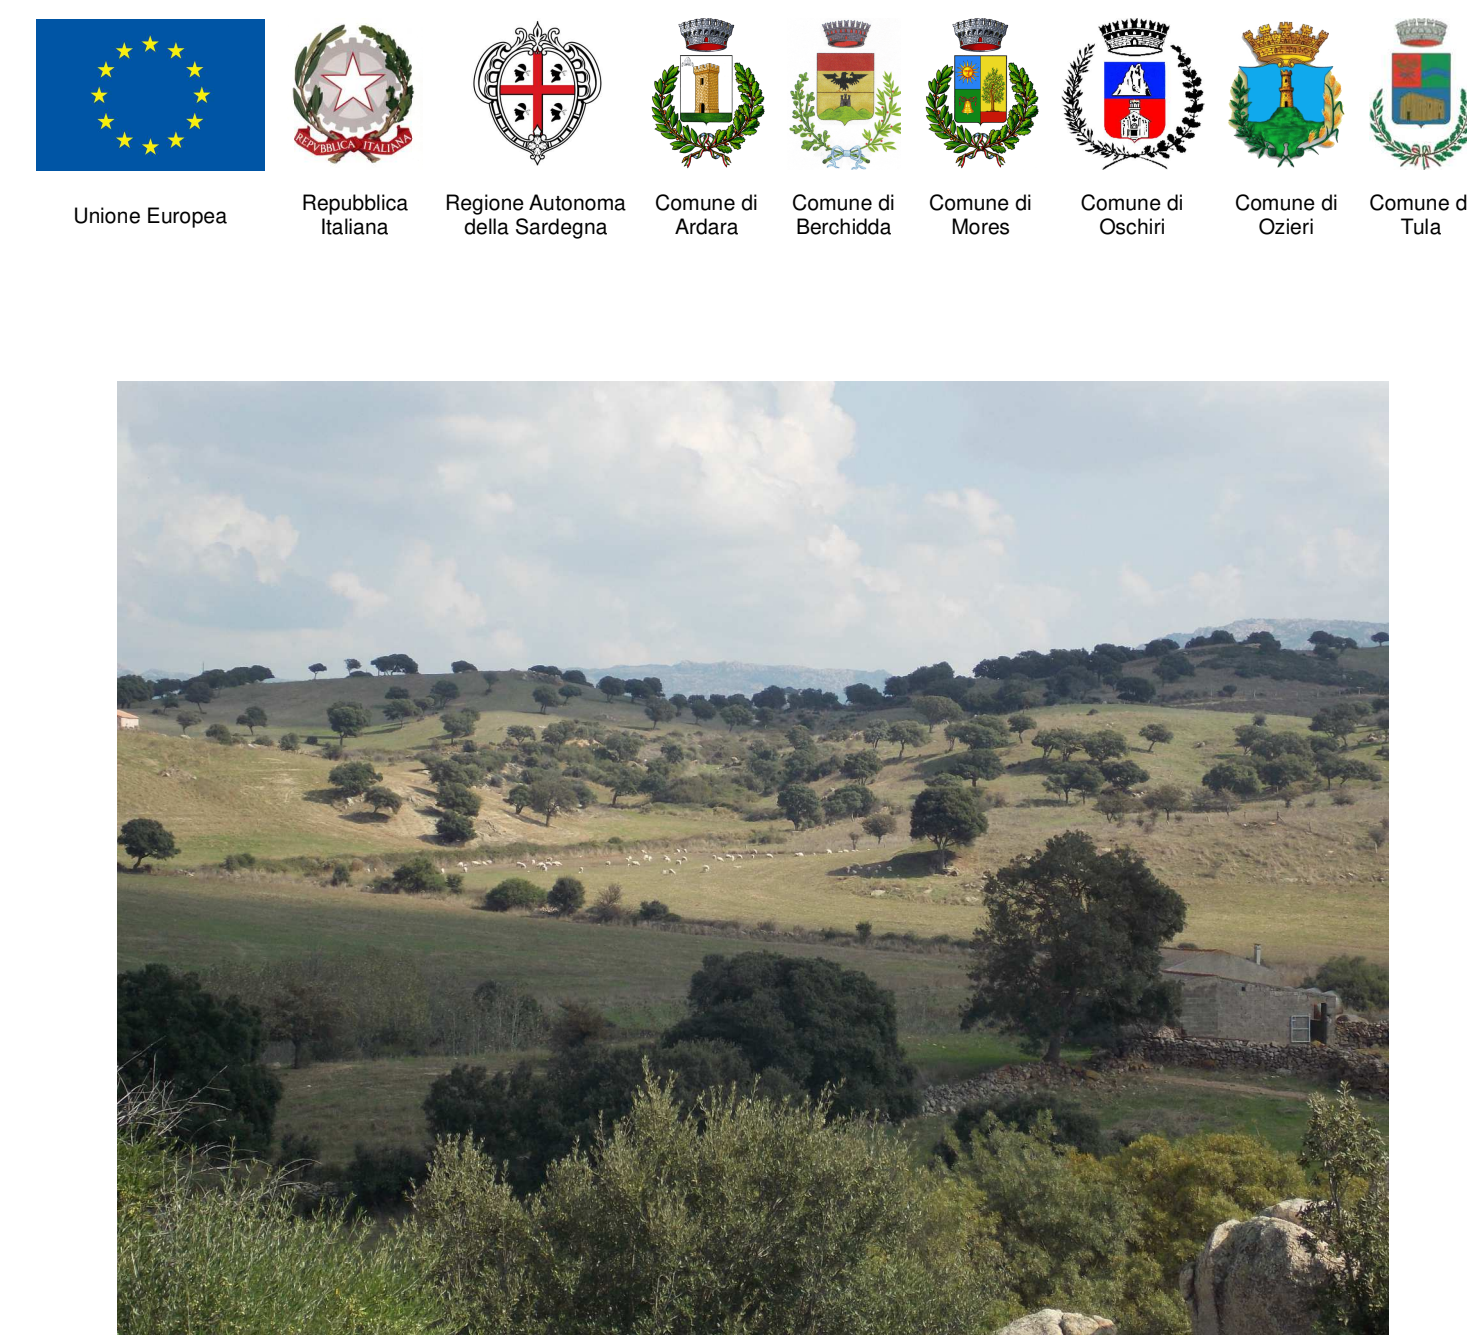 REPVBBLICA ITALIANA
Unione Europea
Repubblica
Italiana
Regione Autonoma
della Sardegna
Comune di
Ardara
Comune di
Berchidda
Comune di
Mores
Comune di
Oschiri
Comune di
Ozieri
Comune d
Tula